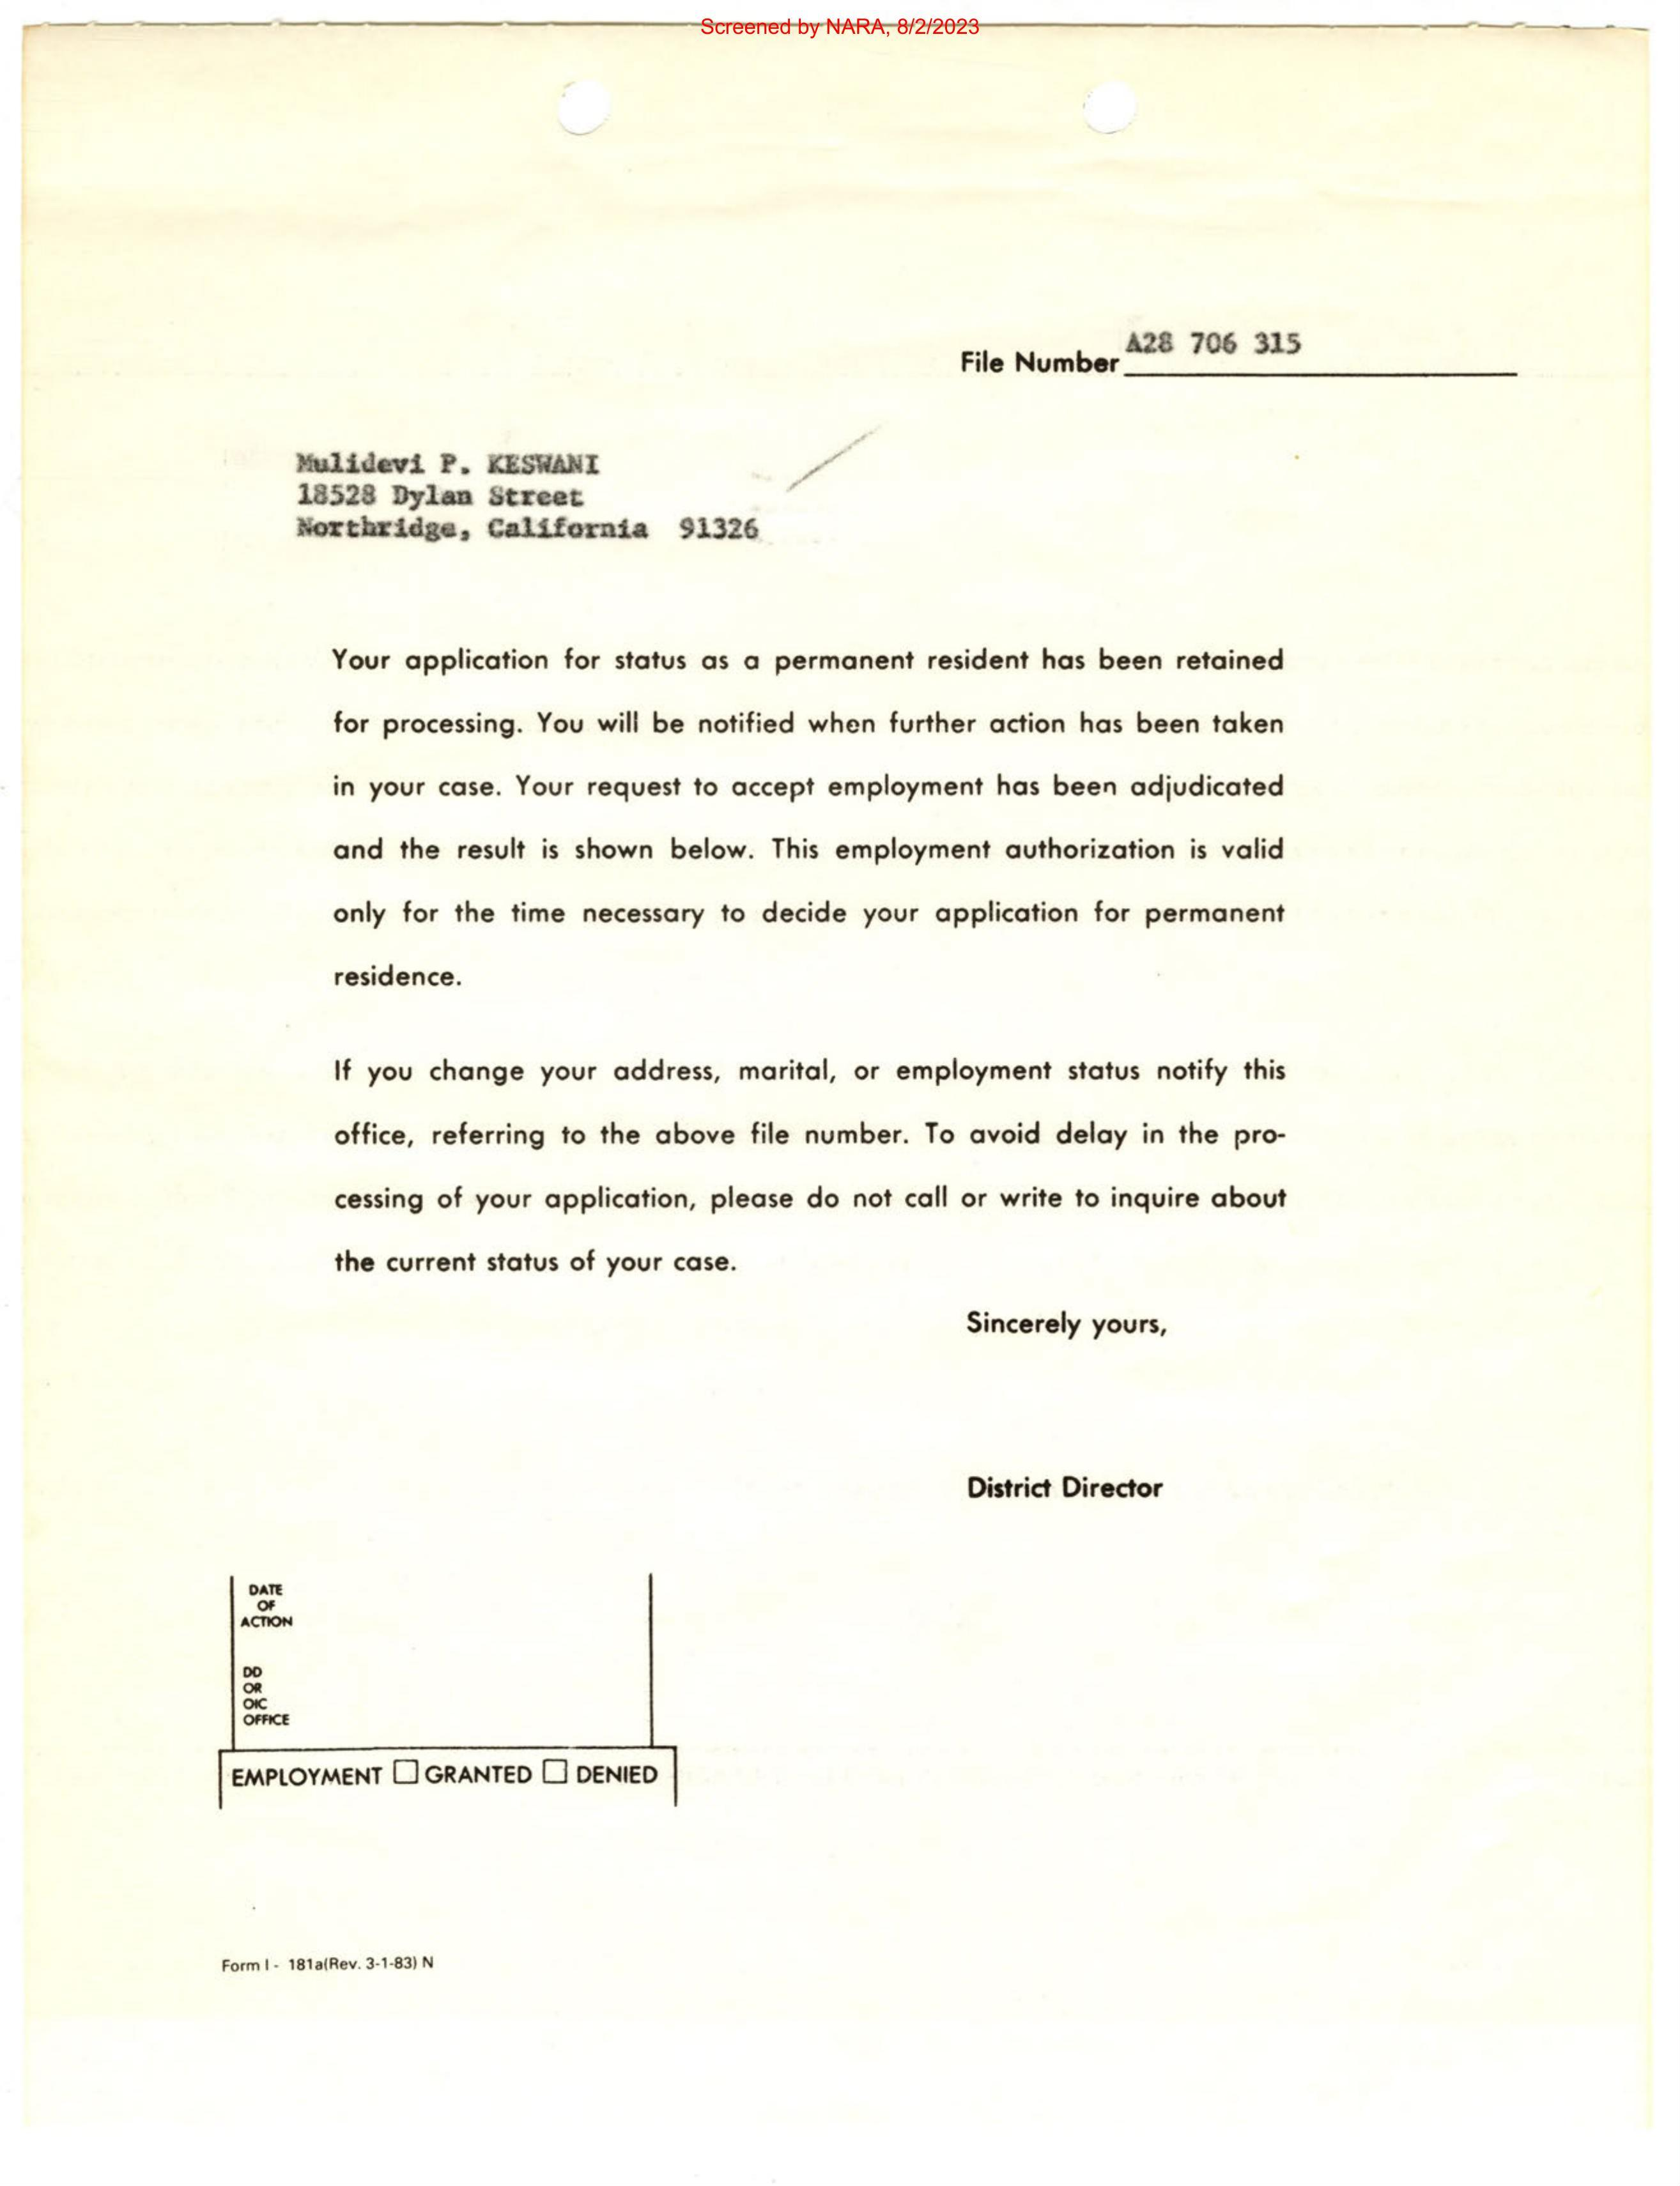 Screened by NARA, 8/2/2023
File Number A28 706 315
Mulidevi P. KESWANI
18528 Dylan Street
Northridge, California 91326
Your application for status as a permanent resident has been retained
for processing. You will be notified when further action has been taken
in your case. Your request to accept employment has been adjudicated
and the result is shown below. This employment authorization is valid
only for the time necessary to decide your application for permanent
residence.
If you change your address, marital, or employment status notify this
office, referring to the above file number. To avoid delay in the pro-
cessing of your application, please do not call or write to inquire about
the current status of your case.
Sincerely yours,
District Director
DATE
OF
ACTION
DD
OR
OIC
OFFICE
EMPLOYMENT ☐ GRANTED ☐ DENIED
Form I - 181a(Rev. 3-1-83) N